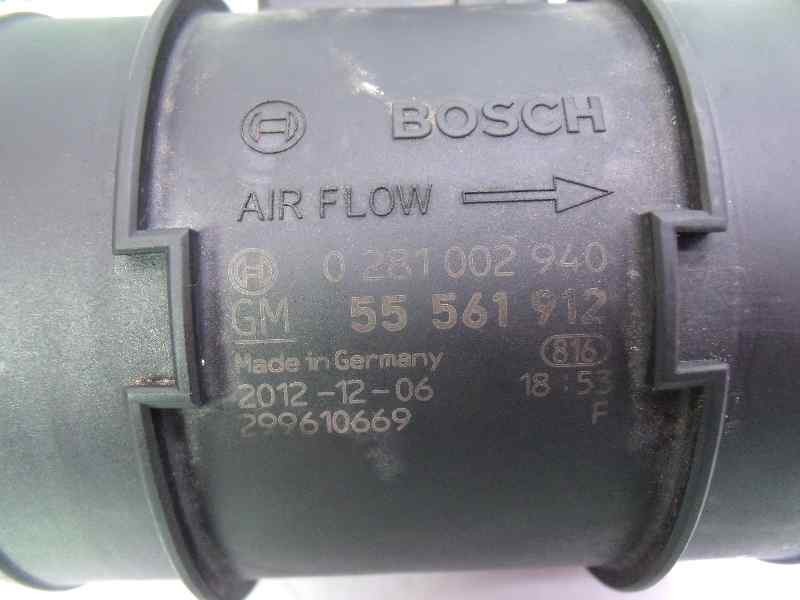 BOSCH
AIR FLOW
0 281 002 940
GM 55 561 912
Made in Germany 816
2012-12-06 18:53
299610669 F